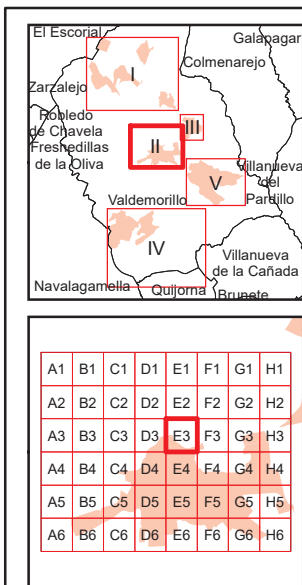 El Escorial
Galapagar
Colmenarejo
I
Zarzalejo
Robledo
de Chavela
Fresnedillas
de la Oliva
III
II
V
Villanueva
del
Pardillo
Valdemorillo
IV
Villanueva
de la Cañada
Navalagamella
Quijorna
Brunete
A1 B1 C1 D1 E1 F1 G1 H1
A2 B2 C2 D2 E2 F2 G2 H2
A3 B3 C3 D3 E3 F3 G3 H3
A4 B4 C4 D4 E4 F4 G4 H4
A5 B5 C5 D5 E5 F5 G5 H5
A6 B6 C6 D6 E6 F6 G6 H6